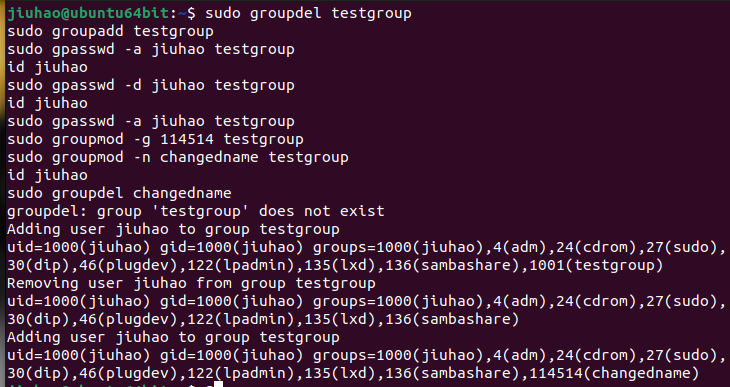 jiuhao@ubuntu64bit:~$ sudo groupdel testgroup
sudo groupadd testgroup
sudo gpasswd -a jiuhao testgroup
id jiuhao
sudo gpasswd -d jiuhao testgroup
id jiuhao
sudo gpasswd -a jiuhao testgroup
sudo groupmod -g 114514 testgroup
sudo groupmod -n changedname testgroup
id jiuhao
sudo groupdel changedname
groupdel: group 'testgroup' does not exist
Adding user jiuhao to group testgroup
uid=1000(jiuhao) gid=1000(jiuhao) groups=1000(jiuhao),4(adm),24(cdrom),27(sudo),
30(dip),46(plugdev),122(lpadmin),135(lxd),136(sambashare),1001(testgroup)
Removing user jiuhao from group testgroup
uid=1000(jiuhao) gid=1000(jiuhao) groups=1000(jiuhao),4(adm),24(cdrom),27(sudo),
30(dip),46(plugdev),122(lpadmin),135(lxd),136(sambashare)
Adding user jiuhao to group testgroup
uid=1000(jiuhao) gid=1000(jiuhao) groups=1000(jiuhao),4(adm),24(cdrom),27(sudo),
30(dip),46(plugdev),122(lpadmin),135(lxd),136(sambashare),114514(changedname)
jiuhao@ubuntu64bit:~$